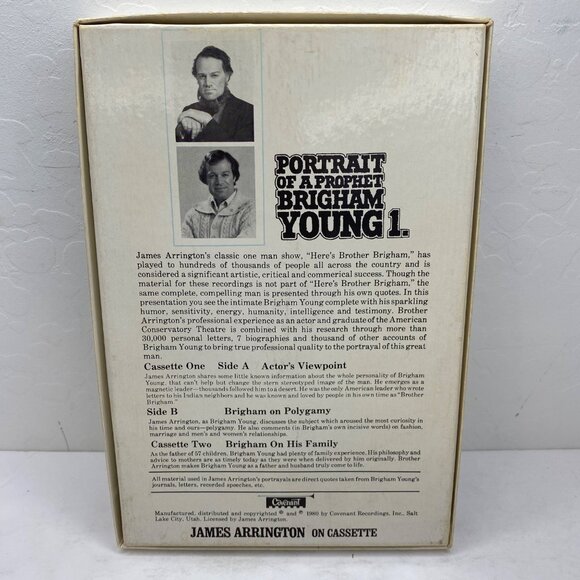 PORTRAIT
OF A PROPHET
BRIGHAM
YOUNG 1.
James Arrington's classic one man show, "Here's Brother Brigham," has
played to hundreds of thousands of people all across the country and is
considered a significant artistic, critical and commerical success. Though the
material for these recordings is not part of "Here's Brother Brigham," the
same complete, compelling man is presented through his own quotes. In this
presentation you see the intimate Brigham Young complete with his sparkling
humor, sensitivity, energy, humanity, intelligence and testimony. Brother
Arrington's professional experience as an actor and graduate of the American
Conservatory Theatre is combined with his research through more than
30,000 personal letters, 7 biographies and thousand of other accounts of
Brigham Young to bring true professional quality to the portrayal of this great
man.
Cassette One Side A Actor's Viewpoint
James Arrington shares some little known information about the whole personality of Brigham
Young, that can't help but change the stern stereotyped image of the man. He emerges as a
magnetic leader—thousands followed him to a desert. He was the only American leader who wrote
letters to his Indian neighbors and he was known and loved by people in his own time as "Brother
Brigham."
Side B Brigham on Polygamy
James Arrington, as Brigham Young, discusses the subject which aroused the most curiosity in
his time and ours—polygamy. He also comments (in Brigham's own incisive words) on fashion,
marriage and men's and women's relationships.
Cassette Two Brigham On His Family
As the father of 57 children, Brigham Young had plenty of family experience. His philosophy and
advice to mothers are as timely today as they were when delivered by him originally. Brother
Arrington makes Brigham Young as a father and husband truly come to life.
All material used in James Arrington's portrayals are direct quotes taken from Brigham Young's
journals, letters, recorded speeches, etc.
Covenant
Manufactured, distributed and copyrighted ℗ and © 1980 by Covenant Recordings, Inc., Salt
Lake City, Utah. Licensed by James Arrington.
JAMES ARRINGTON ON CASSETTE